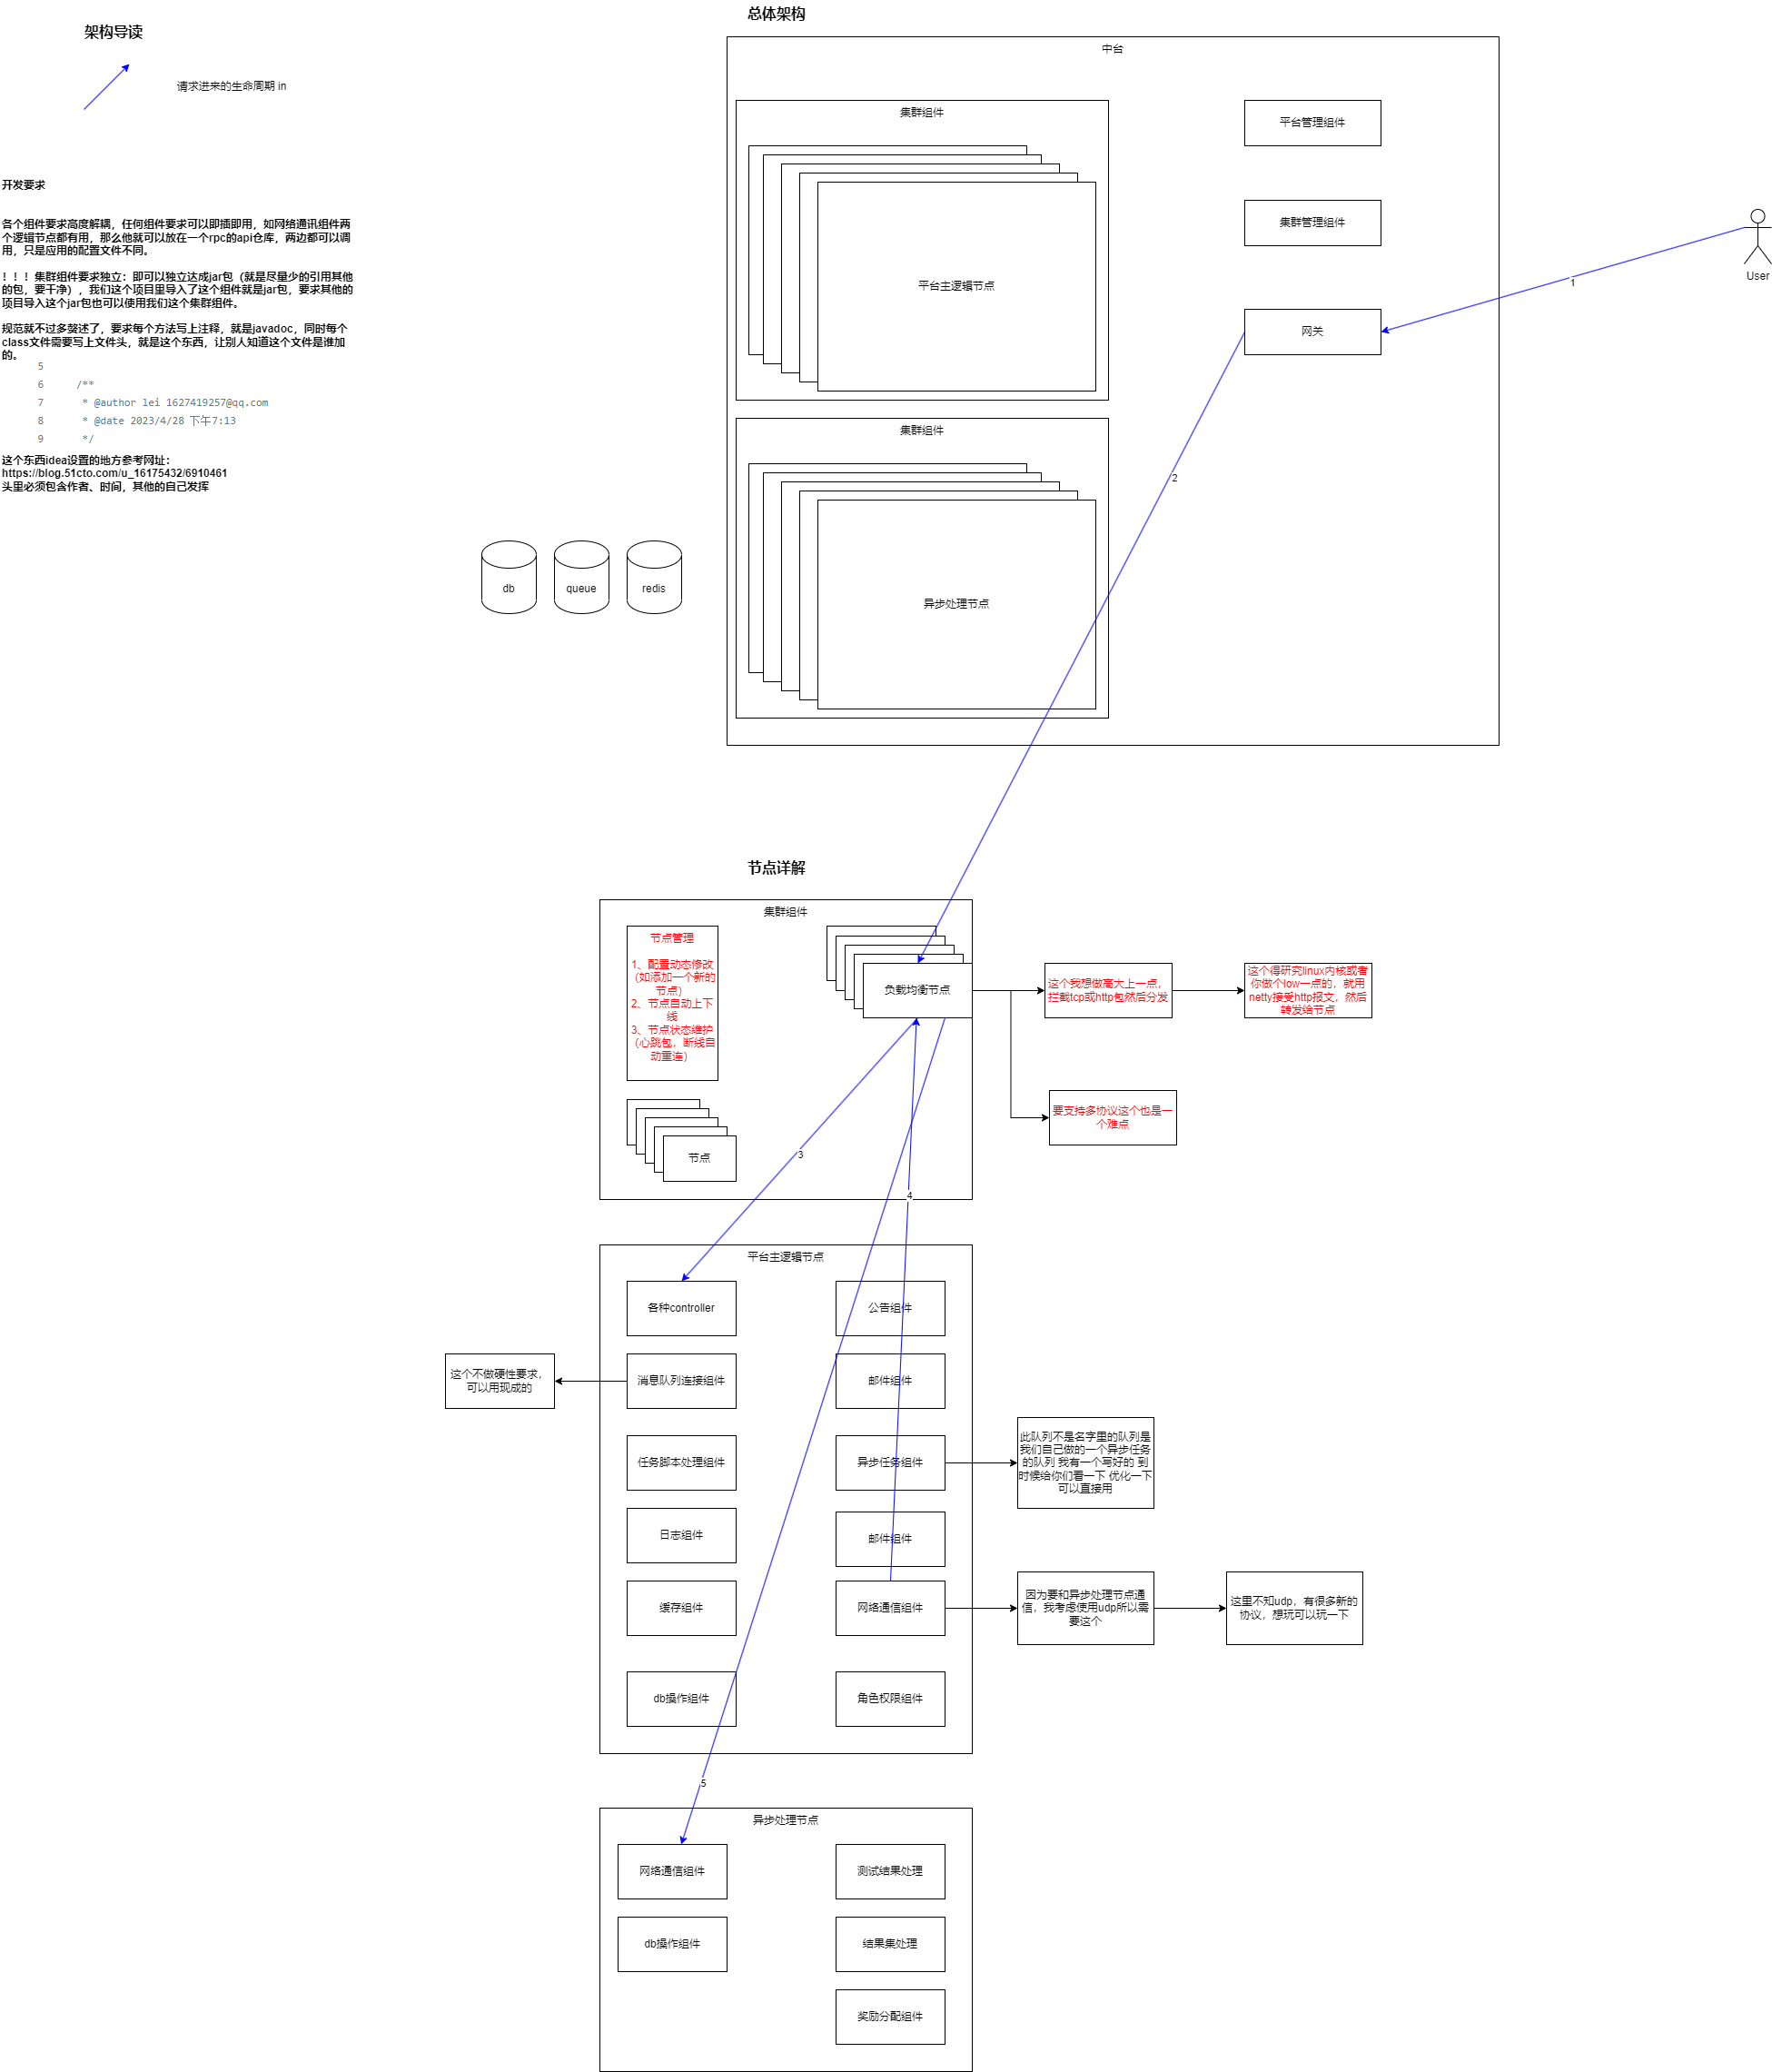 架构导读
请求进来的生命周期 in
开发要求
各个组件要求高度解耦，任何组件要求可以即插即用，如网络通讯组件两
个逻辑节点都有用，那么他就可以放在一个rpc的api仓库，两边都可以调
用，只是应用的配置文件不同。
！！！集群组件要求独立：即可以独立达成jar包（就是尽量少的引用其他
的包，要干净），我们这个项目里导入了这个组件就是jar包，要求其他的
项目导入这个jar包也可以使用我们这个集群组件。
规范就不过多赘述了，要求每个方法写上注释，就是javadoc，同时每个
class文件需要写上文件头，就是这个东西，让别人知道这个文件是谁加
的。
5
6 /**
7 * @author lei 1627419257@qq.com
8 * @date 2023/4/28 下午7:13
9 */
这个东西idea设置的地方参考网址：
https://blog.51cto.com/u_16175432/6910461
头里必须包含作者、时间，其他的自己发挥
总体架构
中台
集群组件
平台主逻辑节点
集群组件
异步处理节点
平台管理组件
集群管理组件
网关
User
1
2
db
queue
redis
节点详解
集群组件
节点管理
1、配置动态修改
（如添加一个新的
节点）
2、节点自动上下
线
3、节点状态维护
（心跳包，断线自
动重连）
节点
负载均衡节点
这个我想做高大上一点，
拦截tcp或http包然后分发
这个得研究linux内核或者
你做个low一点的，就用
netty接受http报文，然后
转发给节点
要支持多协议这个也是一
个难点
3
4
平台主逻辑节点
各种controller
公告组件
消息队列连接组件
邮件组件
这个不做硬性要求，
可以用现成的
任务脚本处理组件
异步任务组件
此队列不是名字里的队列是
我们自己做的一个异步任务
的队列 我有一个写好的 到
时候给你们看一下 优化一下
可以直接用
日志组件
邮件组件
缓存组件
网络通信组件
因为要和异步处理节点通
信，我考虑使用udp所以需
要这个
这里不知udp，有很多新的
协议，想玩可以玩一下
db操作组件
角色权限组件
5
异步处理节点
网络通信组件
测试结果处理
db操作组件
结果集处理
奖励分配组件